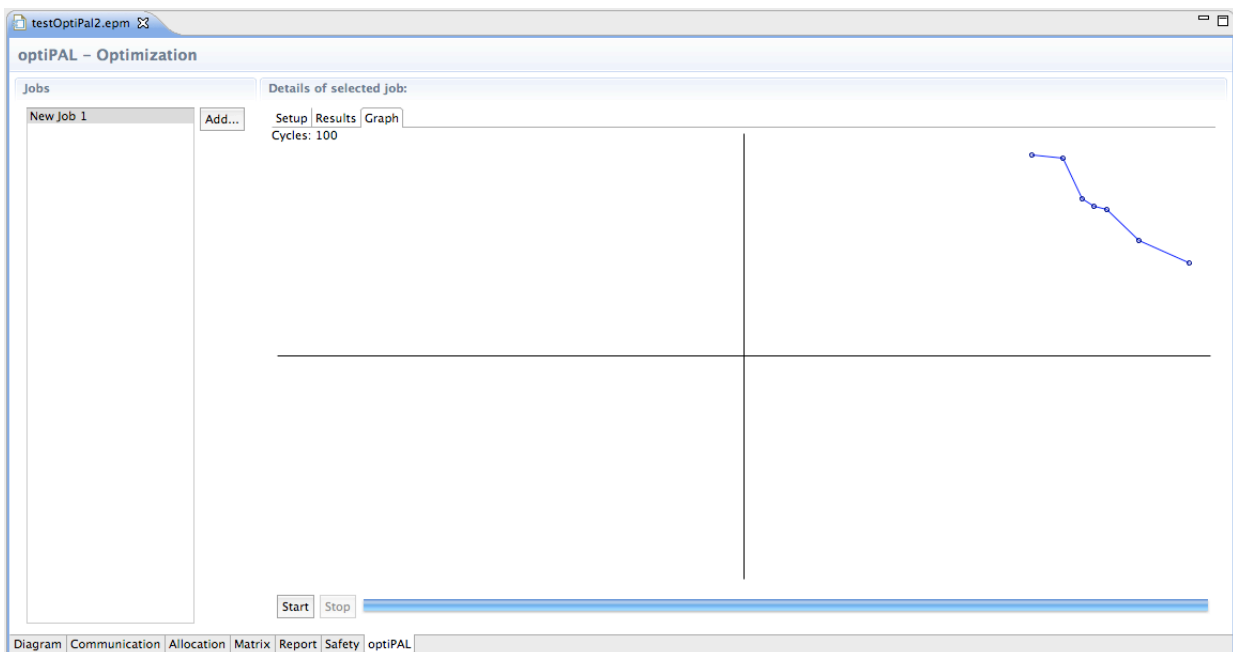 testOptiPal2.epm
optiPAL – Optimization
Jobs
Details of selected job:
New Job 1
Add...
Setup Results Graph
Cycles: 100
Start Stop
Diagram Communication Allocation Matrix Report Safety optiPAL